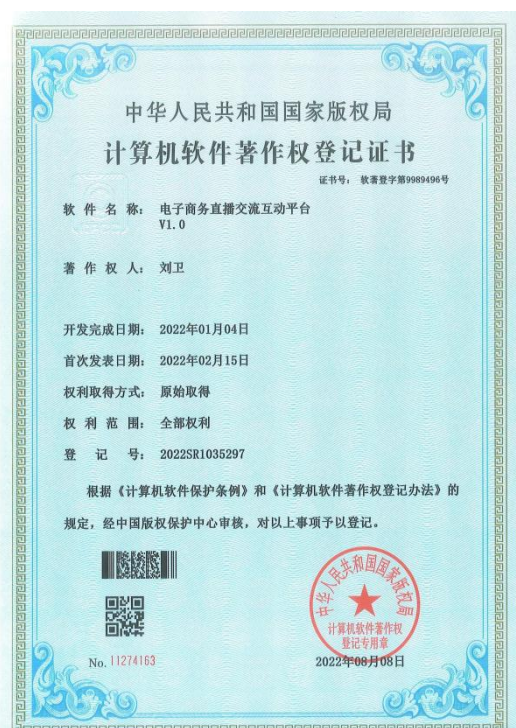 中华人民共和国国家版权局
计算机软件著作权登记证书
证书号： 软著登字第9989496号
软件名称： 电子商务直播交流互动平台
V1.0
著作权人： 刘卫
开发完成日期： 2022年01月04日
首次发表日期： 2022年02月15日
权利取得方式： 原始取得
权利范围： 全部权利
登记号： 2022SR1035297
根据《计算机软件保护条例》和《计算机软件著作权登记办法》的
规定，经中国版权保护中心审核，对以上事项予以登记。
中华人民共和国国家版权局
计算机软件著作权
登记专用章
No. 11274163
2022年08月08日